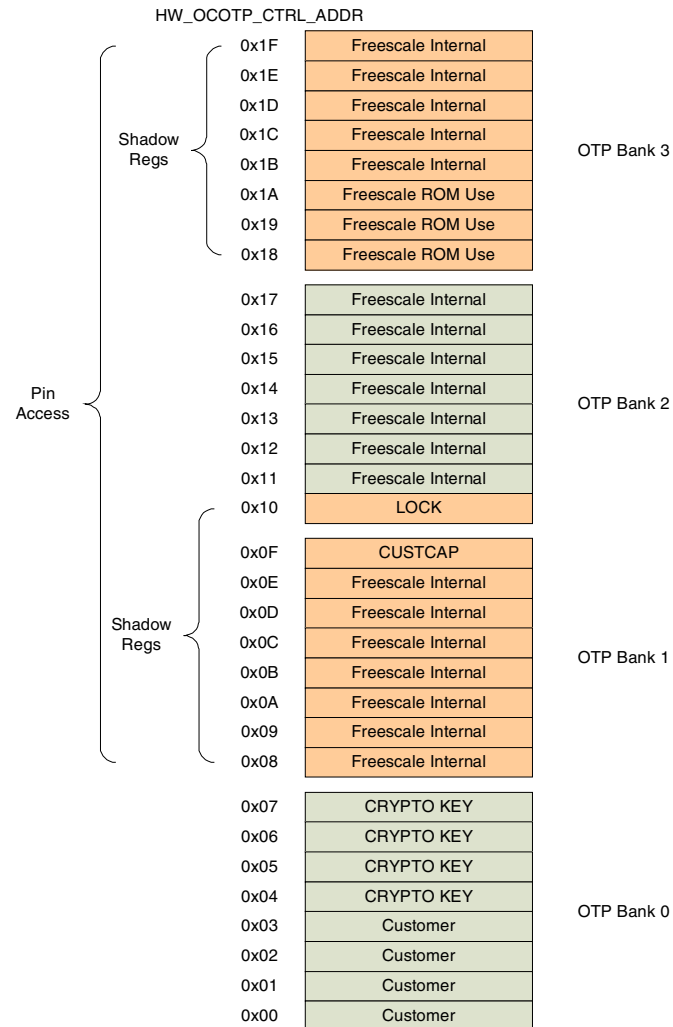 HW_OCOTP_CTRL_ADDR
0x1F Freescale Internal
0x1E Freescale Internal
0x1D Freescale Internal
0x1C Freescale Internal
0x1B Freescale Internal
0x1A Freescale ROM Use
0x19 Freescale ROM Use
0x18 Freescale ROM Use
Shadow
Regs
OTP Bank 3
0x17 Freescale Internal
0x16 Freescale Internal
0x15 Freescale Internal
0x14 Freescale Internal
0x13 Freescale Internal
0x12 Freescale Internal
0x11 Freescale Internal
0x10 LOCK
Pin
Access
OTP Bank 2
0x0F CUSTCAP
0x0E Freescale Internal
0x0D Freescale Internal
0x0C Freescale Internal
0x0B Freescale Internal
0x0A Freescale Internal
0x09 Freescale Internal
0x08 Freescale Internal
Shadow
Regs
OTP Bank 1
0x07 CRYPTO KEY
0x06 CRYPTO KEY
0x05 CRYPTO KEY
0x04 CRYPTO KEY
0x03 Customer
0x02 Customer
0x01 Customer
0x00 Customer
OTP Bank 0